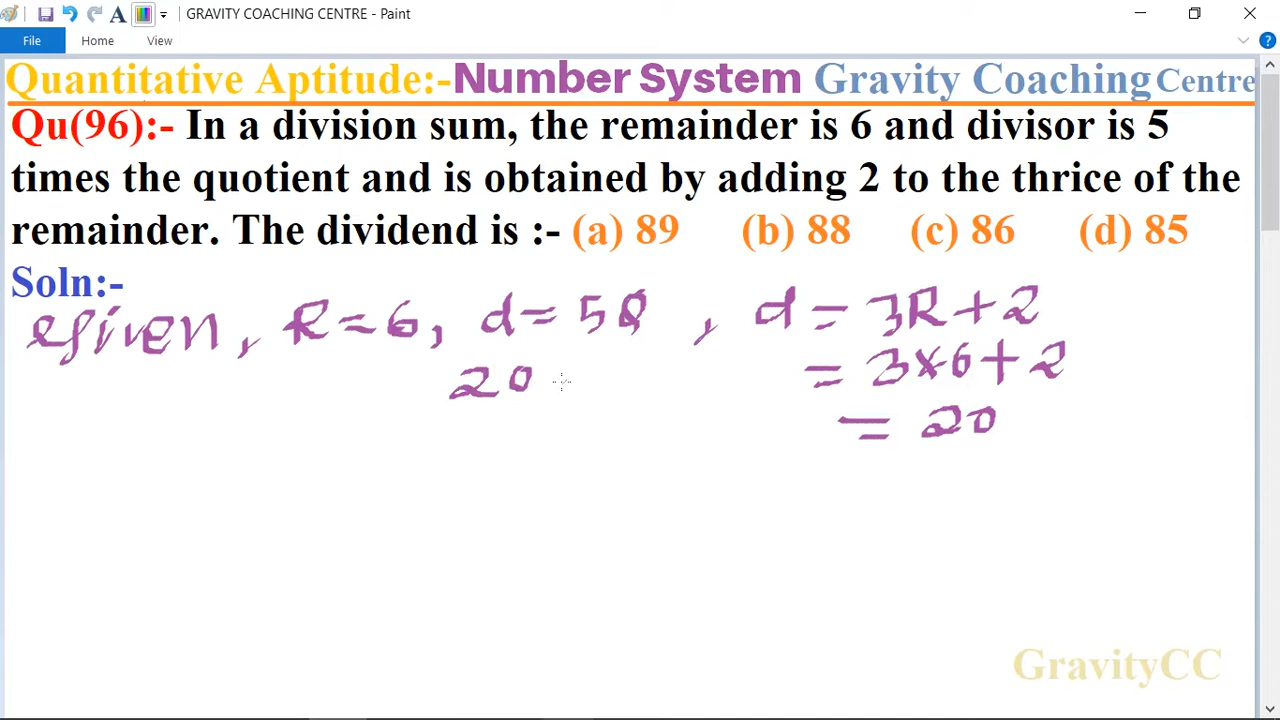 GRAVITY COACHING CENTRE - Paint
File Home View
Quantitative Aptitude:-Number System Gravity Coaching Centre
Qu(96):- In a division sum, the remainder is 6 and divisor is 5
times the quotient and is obtained by adding 2 to the thrice of the
remainder. The dividend is :- (a) 89 (b) 88 (c) 86 (d) 85
Soln:-
Given, R=6, d=5Q, d=3R+2
20 =3×6+2
=20
GravityCC